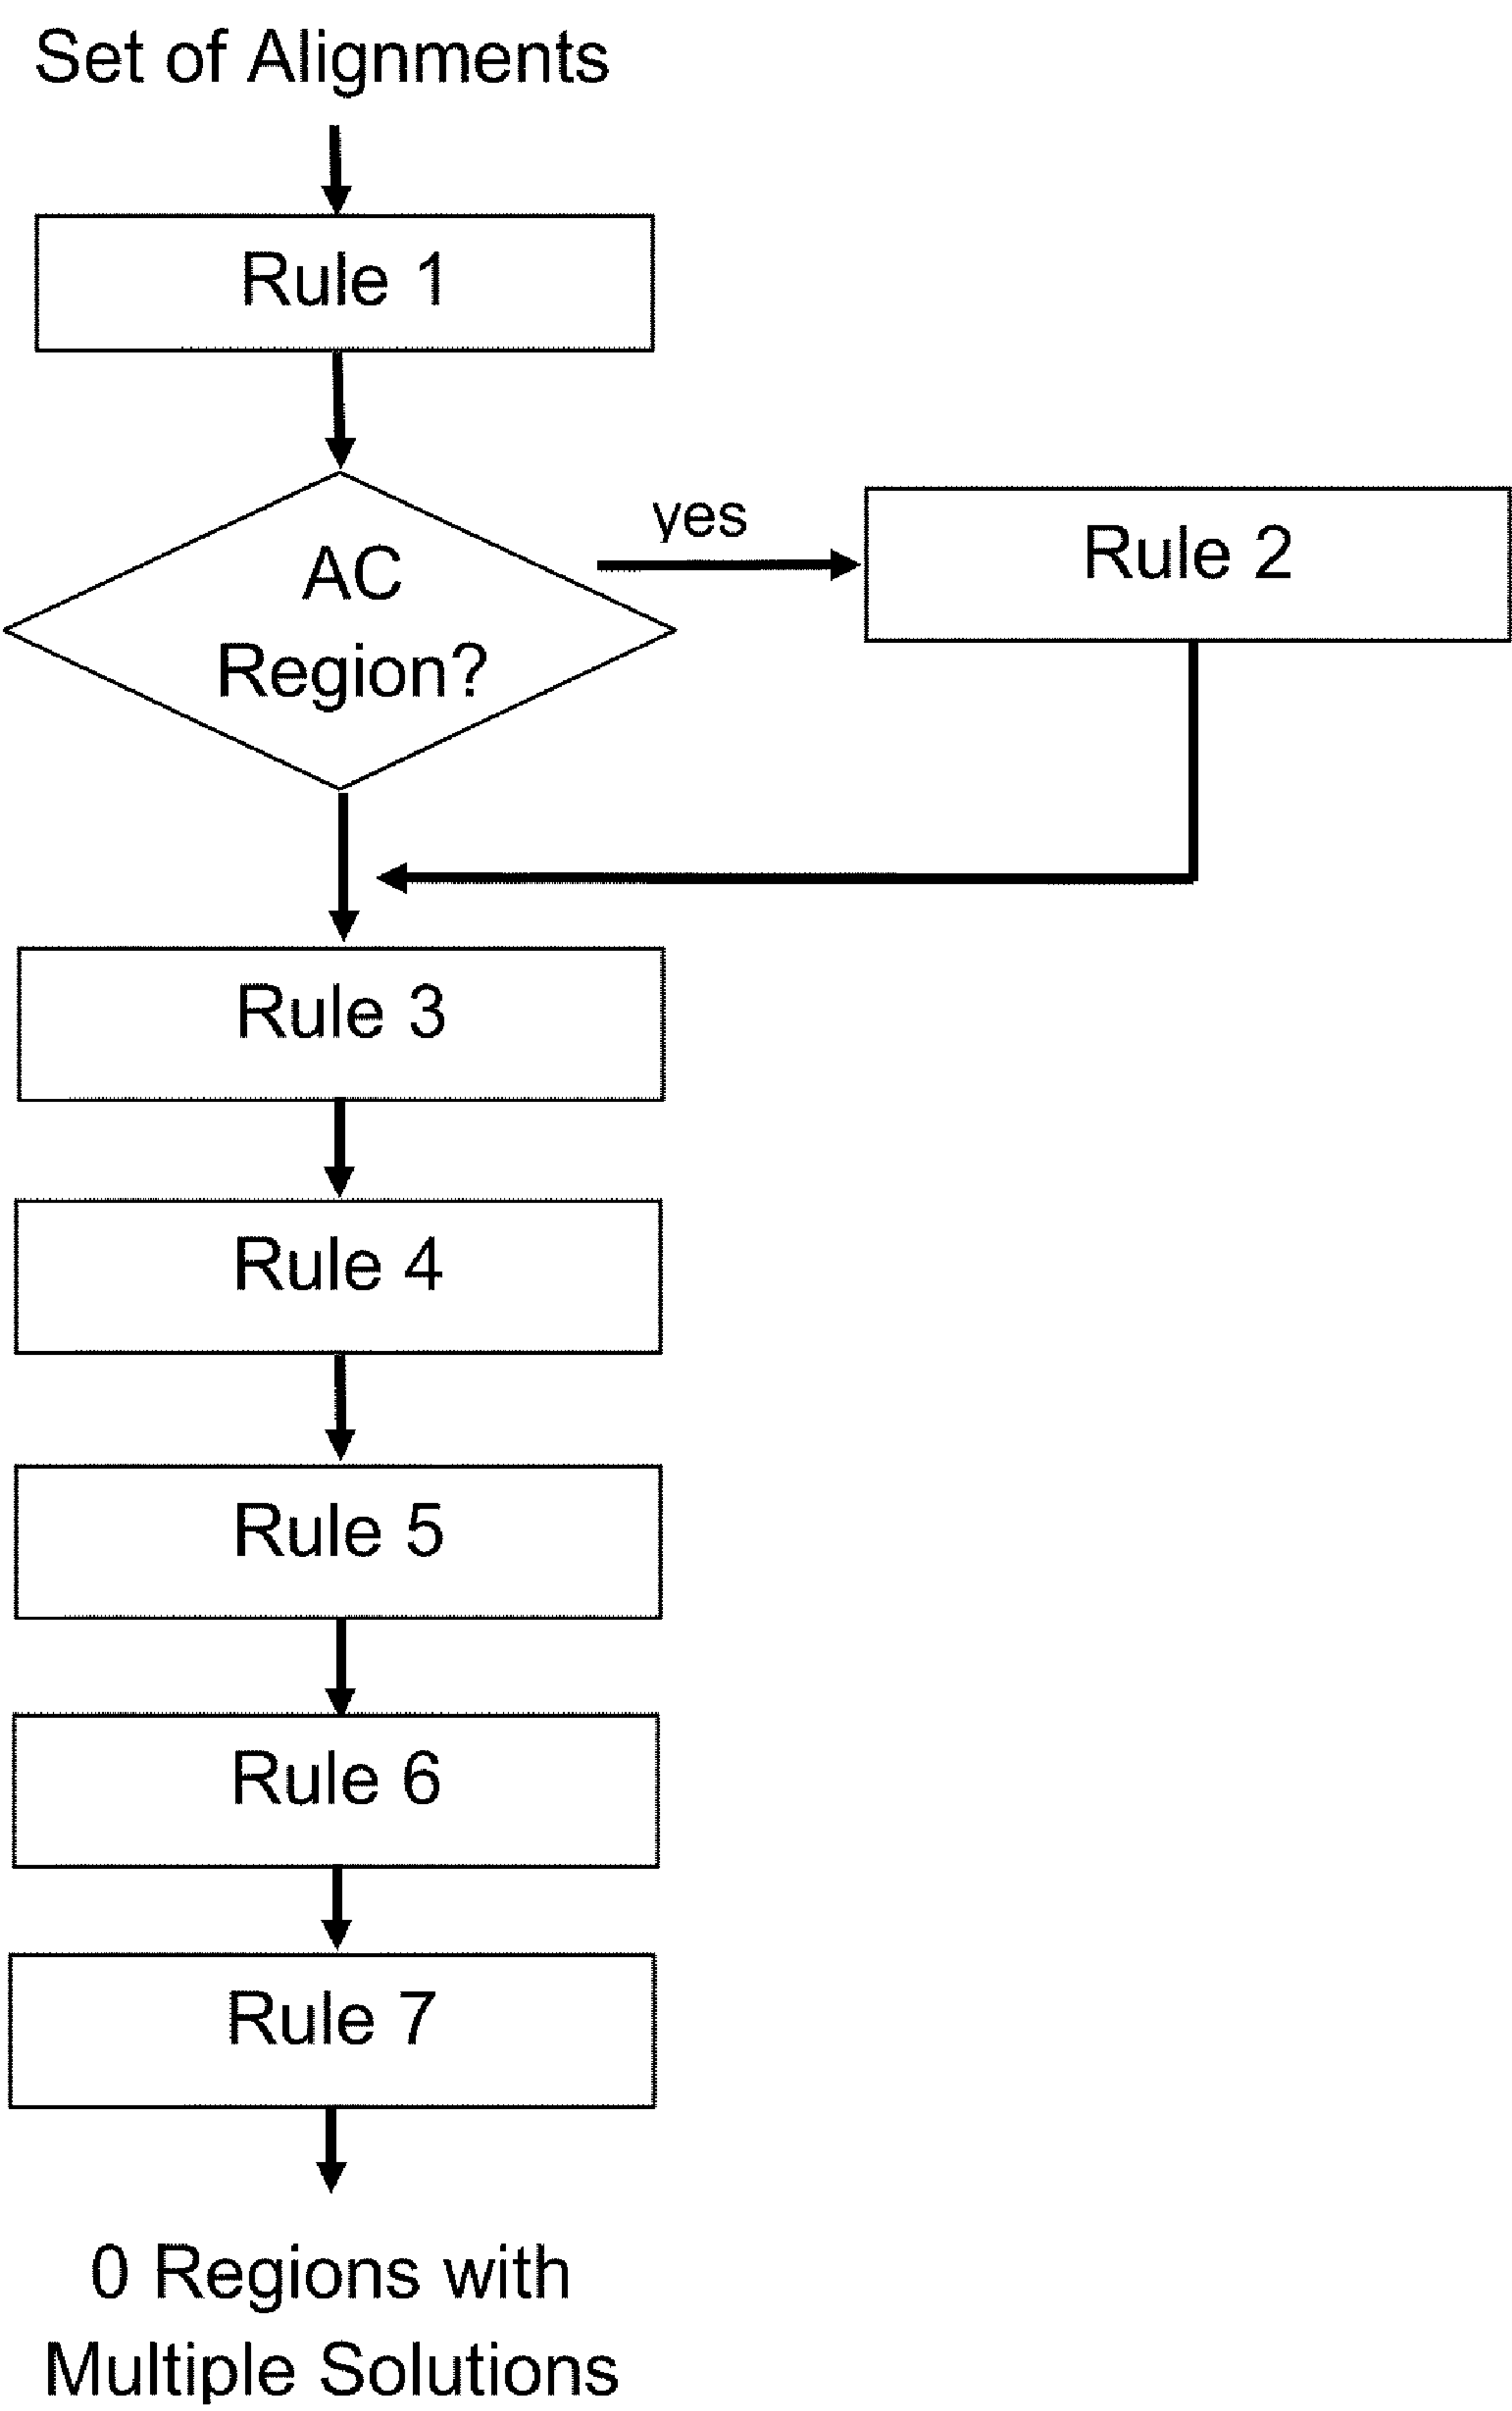 Set of Alignments
Rule 1
AC
Region?
yes
Rule 2
Rule 3
Rule 4
Rule 5
Rule 6
Rule 7
0 Regions with
Multiple Solutions